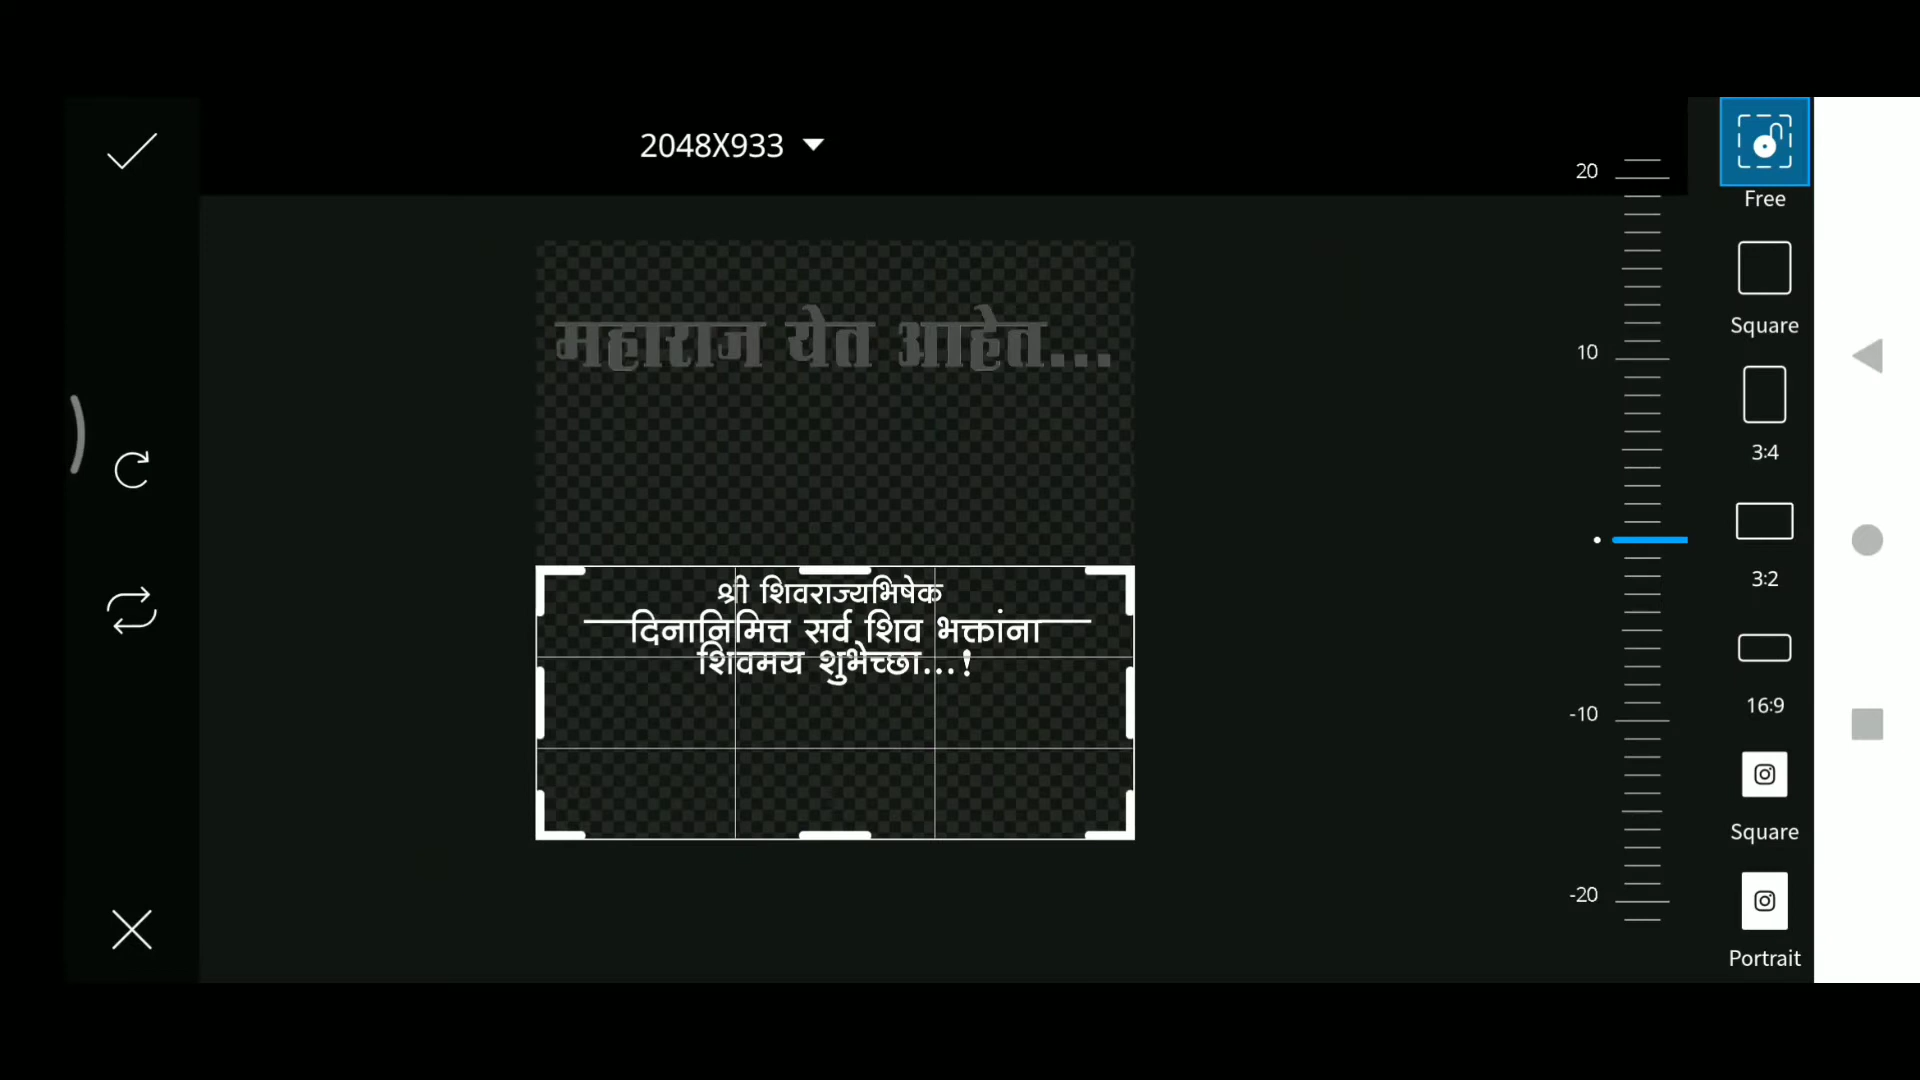 2048X933
20
Free
महाराज येत आहेत...
Square
10
3:4
श्री शिवराज्यभिषेक
दिनानिमित्त सर्व शिव भक्तांना
शिवमय शुभेच्छा...!
3:2
-10
16:9
Square
-20
Portrait